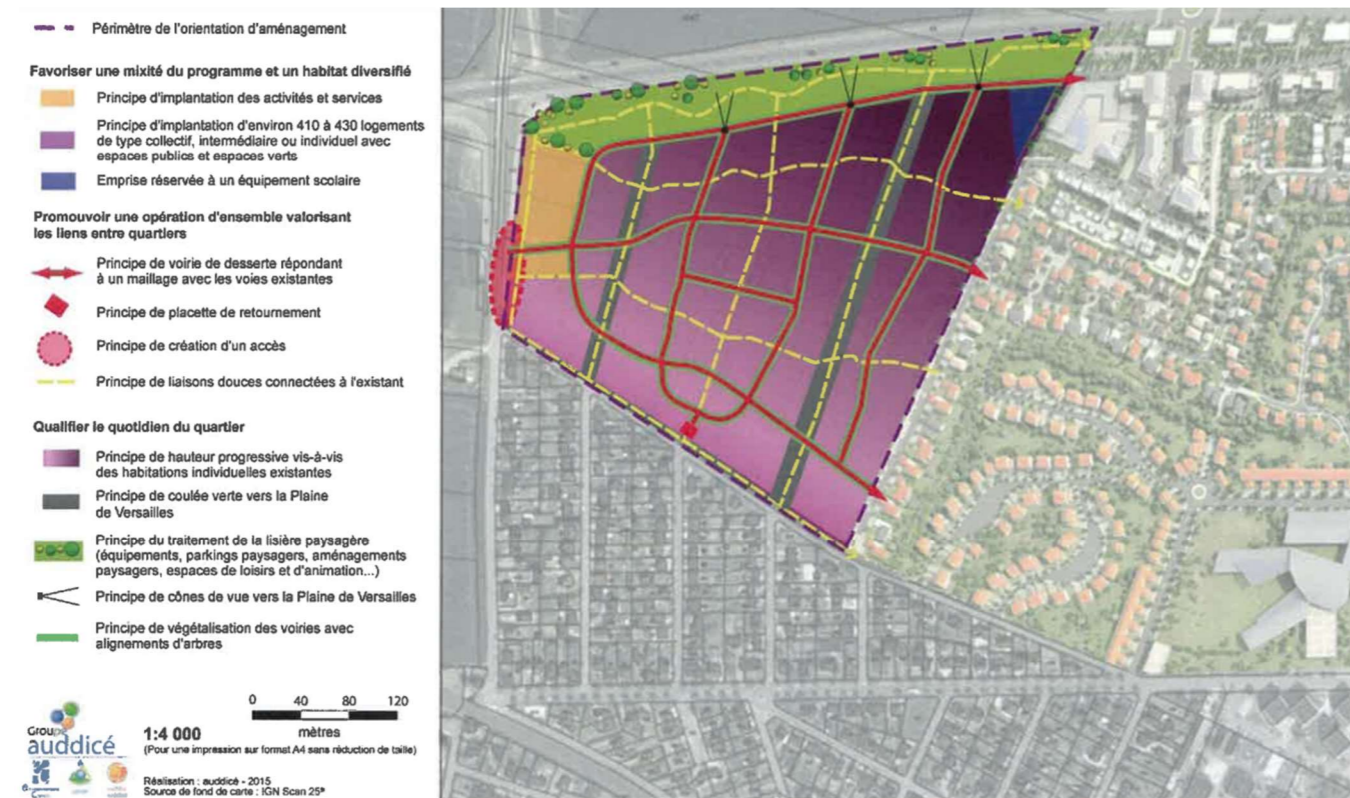 Périmètre de l'orientation d'aménagement
Favoriser une mixité du programme et un habitat diversifié
Principe d'implantation des activités et services
Principe d'implantation d'environ 410 à 430 logements
de type collectif, intermédiaire ou individuel avec
espaces publics et espaces verts
Emprise réservée à un équipement scolaire
Promouvoir une opération d'ensemble valorisant
les liens entre quartiers
Principe de voirie de desserte répondant
à un maillage avec les voies existantes
Principe de placette de retournement
Principe de création d'un accès
Principe de liaisons douces connectées à l'existant
Qualifier le quotidien du quartier
Principe de hauteur progressive vis-à-vis
des habitations individuelles existantes
Principe de coulée verte vers la Plaine
de Versailles
Principe du traitement de la lisière paysagère
(équipements, parkings paysagers, aménagements
paysagers, espaces de loisirs et d'animation...)
Principe de cônes de vue vers la Plaine de Versailles
Principe de végétalisation des voiries avec
alignements d'arbres
0 40 80 120
mètres
Groupe
auddicé
1:4 000
(Pour une impression sur format A4 sans réduction de taille)
Réalisation : auddicé - 2015
Source de fond de carte : IGN Scan 25®